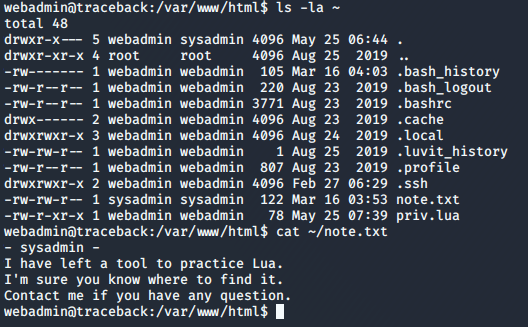 webadmin@traceback:/var/www/html$ ls -la ~
total 48
drwxr-x--- 5 webadmin sysadmin 4096 May 25 06:44 .
drwxr-xr-x 4 root     root     4096 Aug 25  2019 ..
-rw------- 1 webadmin webadmin  105 Mar 16 04:03 .bash_history
-rw-r--r-- 1 webadmin webadmin  220 Aug 23  2019 .bash_logout
-rw-r--r-- 1 webadmin webadmin 3771 Aug 23  2019 .bashrc
drwx------ 2 webadmin webadmin 4096 Aug 23  2019 .cache
drwxrwxr-x 3 webadmin webadmin 4096 Aug 24  2019 .local
-rw-rw-r-- 1 webadmin webadmin    1 Aug 25  2019 .luvit_history
-rw-r--r-- 1 webadmin webadmin  807 Aug 23  2019 .profile
drwxrwxr-x 2 webadmin webadmin 4096 Feb 27 06:29 .ssh
-rw-rw-r-- 1 sysadmin sysadmin  122 Mar 16 03:53 note.txt
-rw-r-xr-x 1 webadmin webadmin   78 May 25 07:39 priv.lua
webadmin@traceback:/var/www/html$ cat ~/note.txt
- sysadmin -
I have left a tool to practice Lua.
I'm sure you know where to find it.
Contact me if you have any question.
webadmin@traceback:/var/www/html$